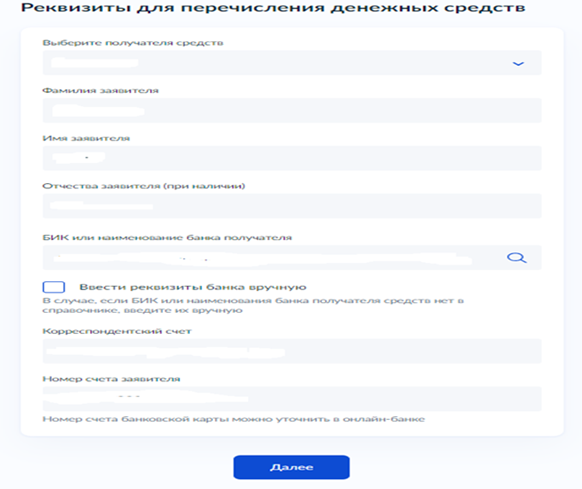 Реквизиты для перечисления денежных средств
Выберите получателя средств
Фамилия заявителя
Имя заявителя
Отчества заявителя (при наличии)
БИК или наименование банка получателя
Ввести реквизиты банка вручную
В случае, если БИК или наименования банка получателя средств нет в
справочнике, введите их вручную
Корреспондентский счет
Номер счета заявителя
Номер счета банковской карты можно уточнить в онлайн-банке
Далее